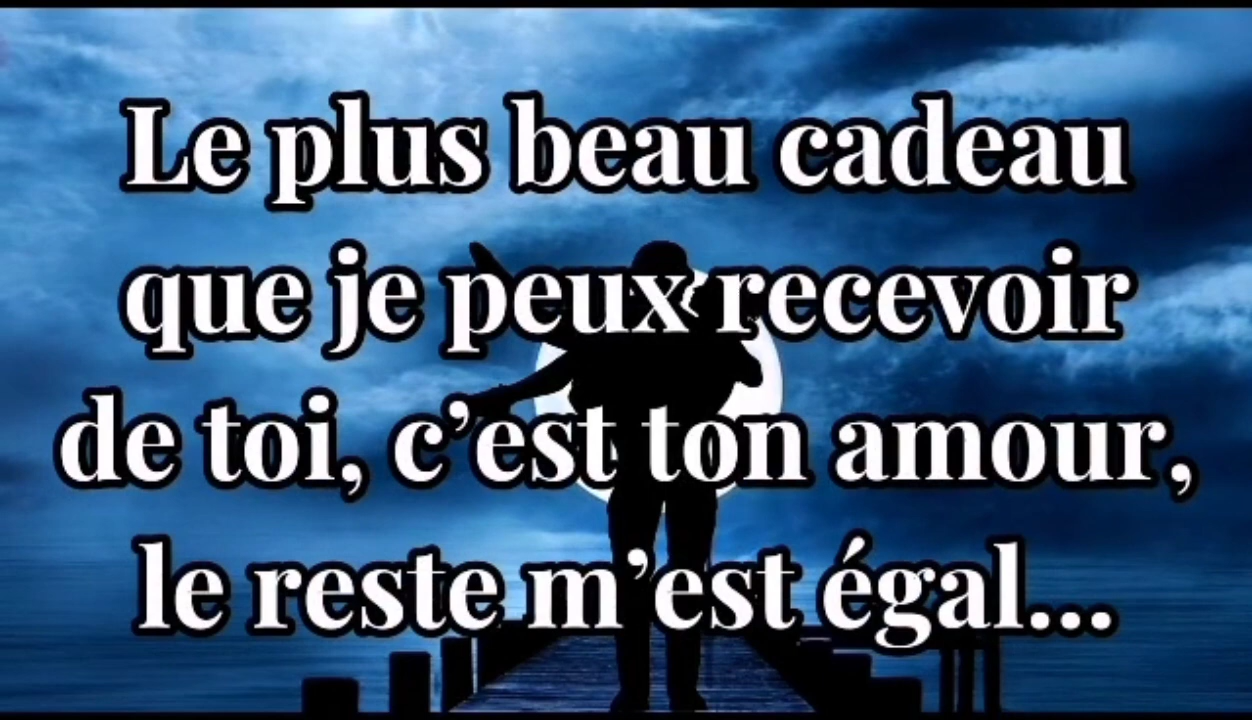 Le plus beau cadeau
que je peux recevoir
de toi, c’est ton amour,
le reste m’est égal...